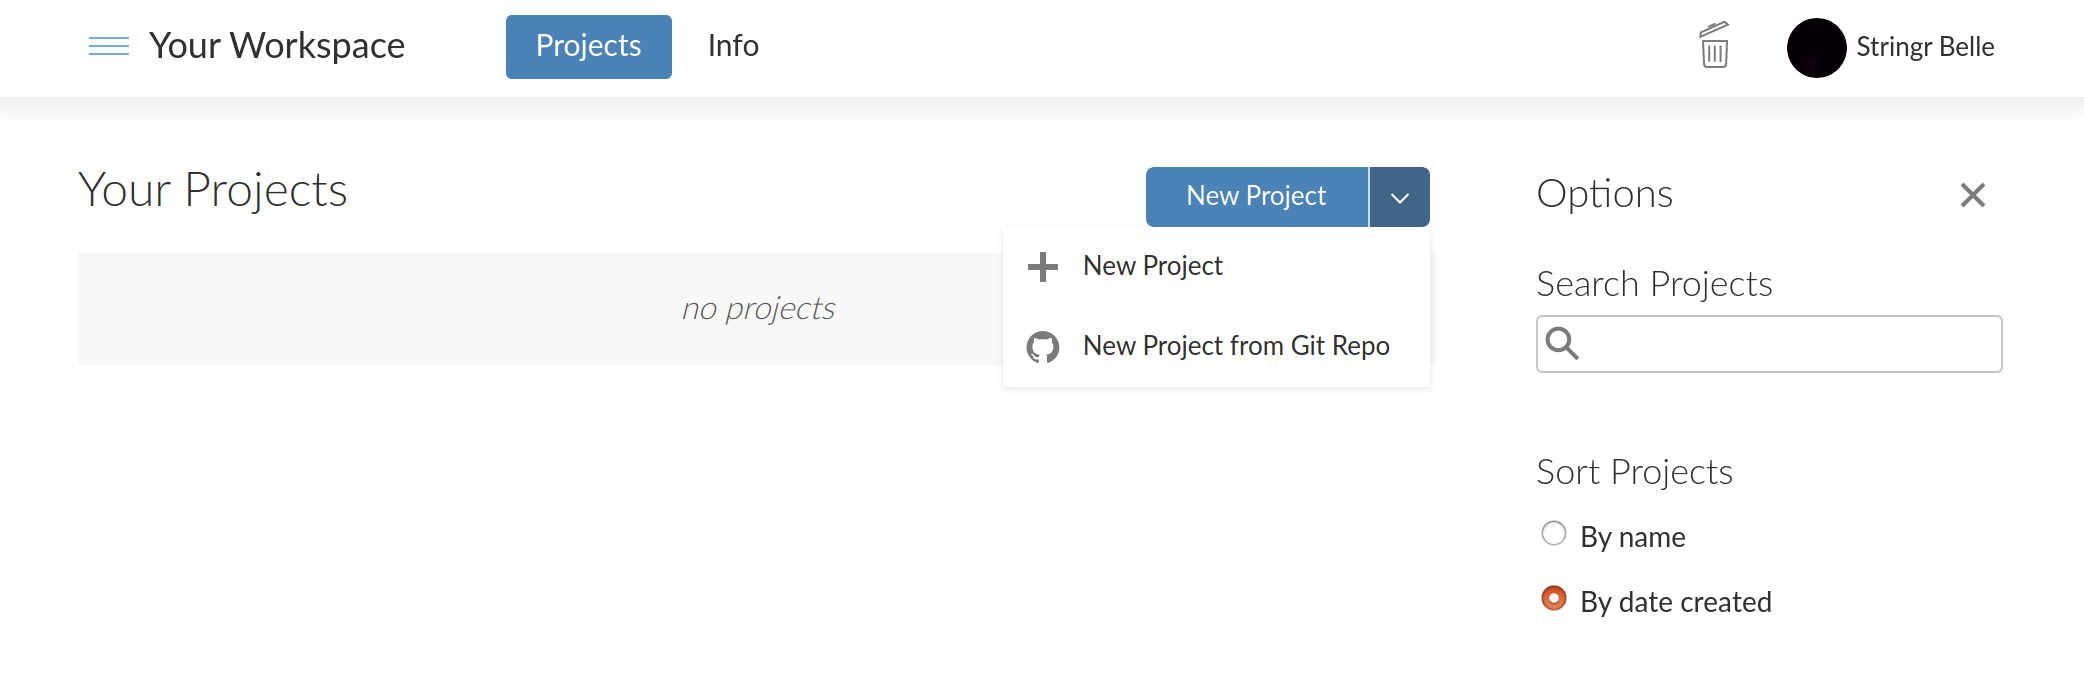 Your Workspace
Projects
Info
Stringr Belle
Your Projects
New Project
New Project
New Project from Git Repo
no projects
Options
Search Projects
Sort Projects
By name
By date created